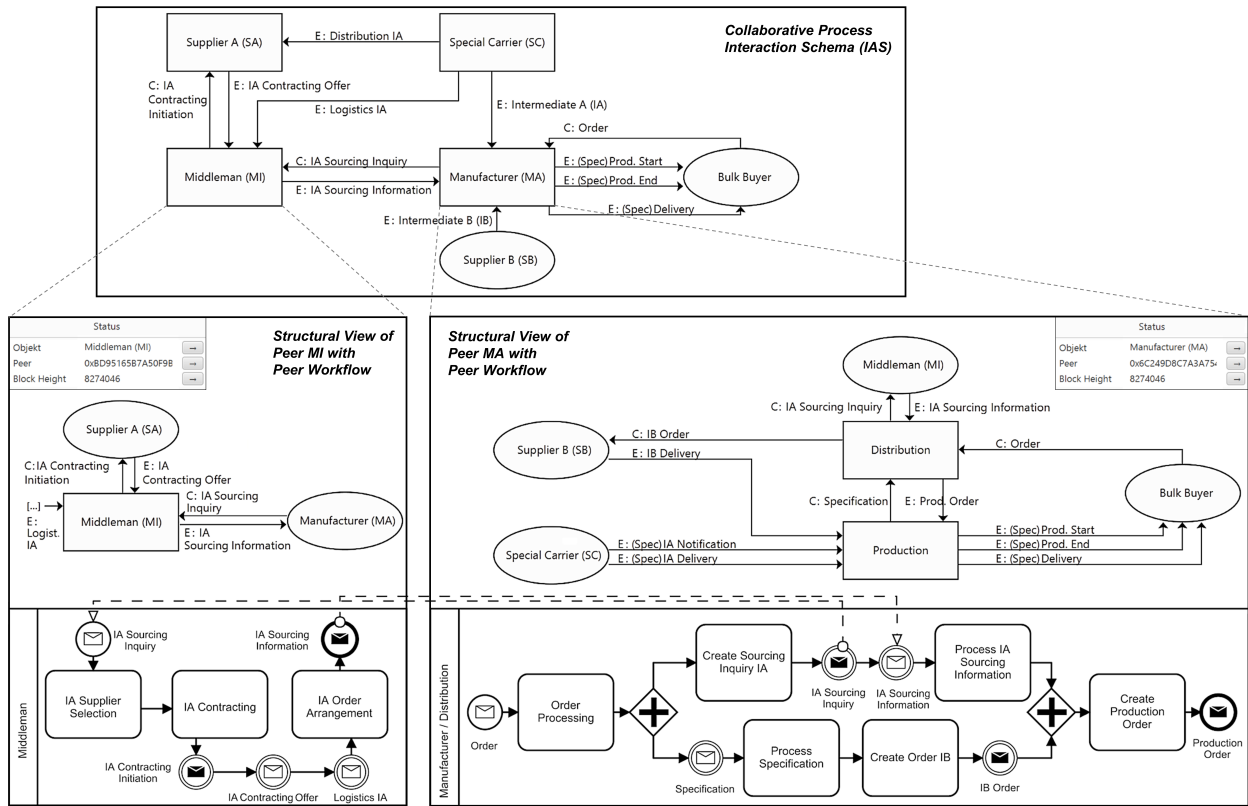 Collaborative Process
Interaction Schema (IAS)
Supplier A (SA)
E: Distribution IA
Special Carrier (SC)
C: IA
Contracting
Initiation
E: IA Contracting Offer
E: Logistics IA
E: Intermediate A (IA)
C: Order
Middleman (MI)
C: IA Sourcing Inquiry
E: IA Sourcing Information
Manufacturer (MA)
E: (Spec) Prod. Start
E: (Spec) Prod. End
E: (Spec) Delivery
Bulk Buyer
E: Intermediate B (IB)
Supplier B (SB)
Status
Objekt Middleman (MI) →
Peer 0xBD95165B7A50F9B →
Block Height 8274046 →
Structural View of
Peer MI with
Peer Workflow
Supplier A (SA)
C:IA Contracting
Initiation
E: IA
Contracting Offer
[...]
E:
Logist.
IA
Middleman (MI)
C: IA Sourcing
Inquiry
E: IA
Sourcing Information
Manufacturer (MA)
Structural View of
Peer MA with
Peer Workflow
Status
Objekt Manufacturer (MA) →
Peer 0x6C249D8C7A3A75 →
Block Height 8274046 →
Middleman (MI)
C: IA Sourcing Inquiry
E: IA Sourcing Information
Supplier B (SB)
C: IB Order
E: IB Delivery
Distribution
C: Order
Bulk Buyer
C: Specification
E: Prod. Order
Special Carrier (SC)
E: (Spec) IA Notification
E: (Spec) IA Delivery
Production
E: (Spec) Prod. Start
E: (Spec) Prod. End
E: (Spec) Delivery
Middleman
IA Sourcing
Inquiry
IA Sourcing
Information
IA Supplier
Selection
IA Contracting
IA Order
Arrangement
IA Contracting
Initiation
IA Contracting Offer
Logistics IA
Manufacturer / Distribution
Order
Order
Processing
Create Sourcing
Inquiry IA
IA Sourcing
Inquiry
IA Sourcing
Information
Process IA
Sourcing
Information
Specification
Process
Specification
Create Order IB
IB Order
Create
Production
Order
Production
Order